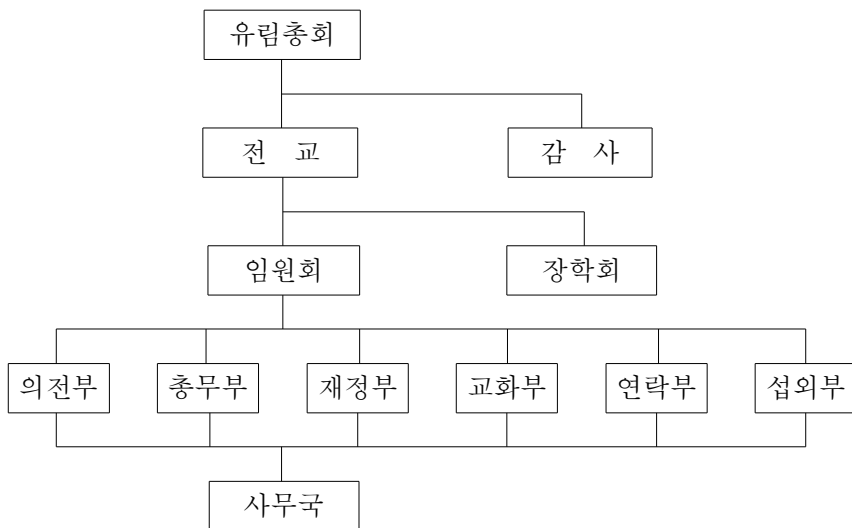 유림총회
전 교 감 사
임원회 장학회
의전부 총무부 재정부 교화부 연락부 섭외부
사무국